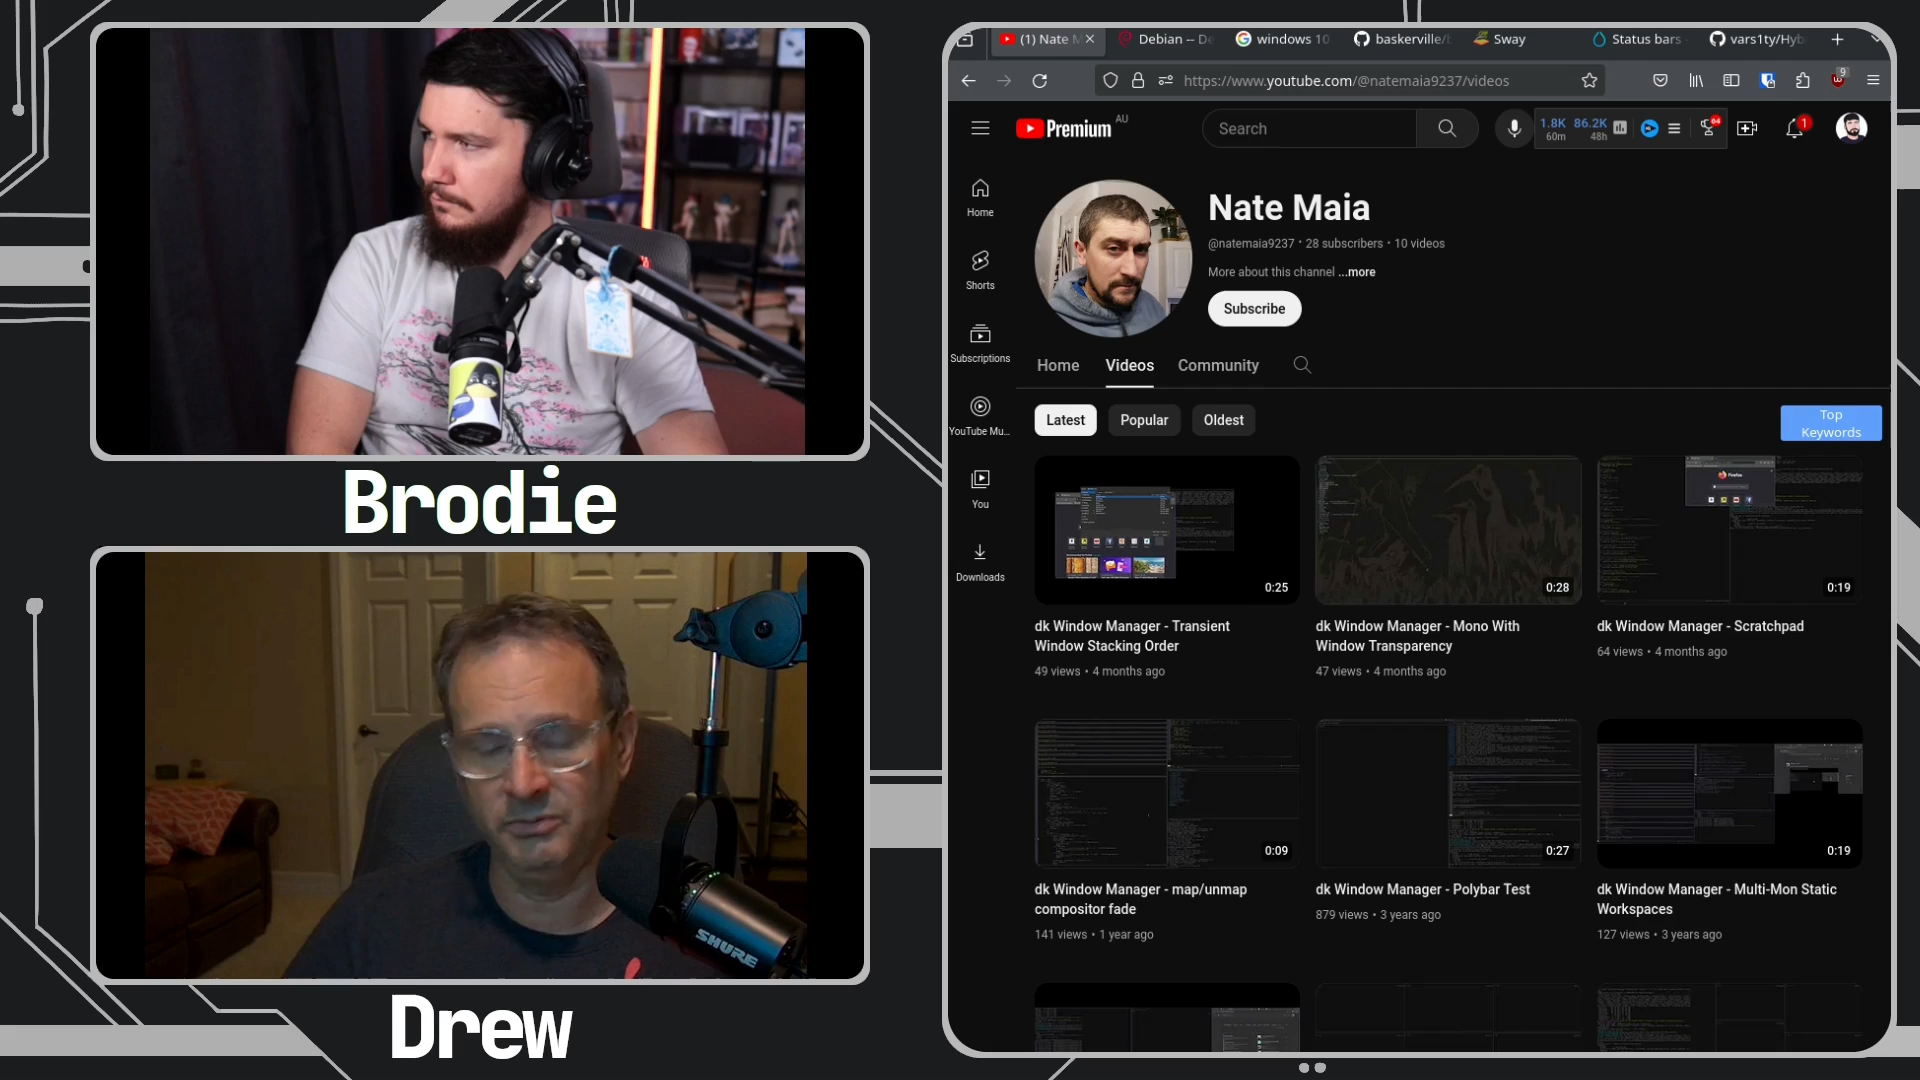 (1) Nate M
Debian -- De
windows 10
baskerville/b
Sway
Status bars
vars1ty/Hyb
https://www.youtube.com/@natemaia9237/videos
9
Premium
AU
Search
1.8K
60m
86.2K
48h
64
1
Home
Shorts
Subscriptions
YouTube Mu...
You
Downloads
Nate Maia
@natemaia9237 • 28 subscribers • 10 videos
More about this channel ...more
Subscribe
Home
Videos
Community
Latest
Popular
Oldest
Top
Keywords
0:25
0:28
Firefox
0:19
dk Window Manager - Transient
Window Stacking Order
49 views • 4 months ago
dk Window Manager - Mono With
Window Transparency
47 views • 4 months ago
dk Window Manager - Scratchpad
64 views • 4 months ago
0:09
0:27
0:19
dk Window Manager - map/unmap
compositor fade
141 views • 1 year ago
dk Window Manager - Polybar Test
879 views • 3 years ago
dk Window Manager - Multi-Mon Static
Workspaces
127 views • 3 years ago
Brodie
SHURE
Drew